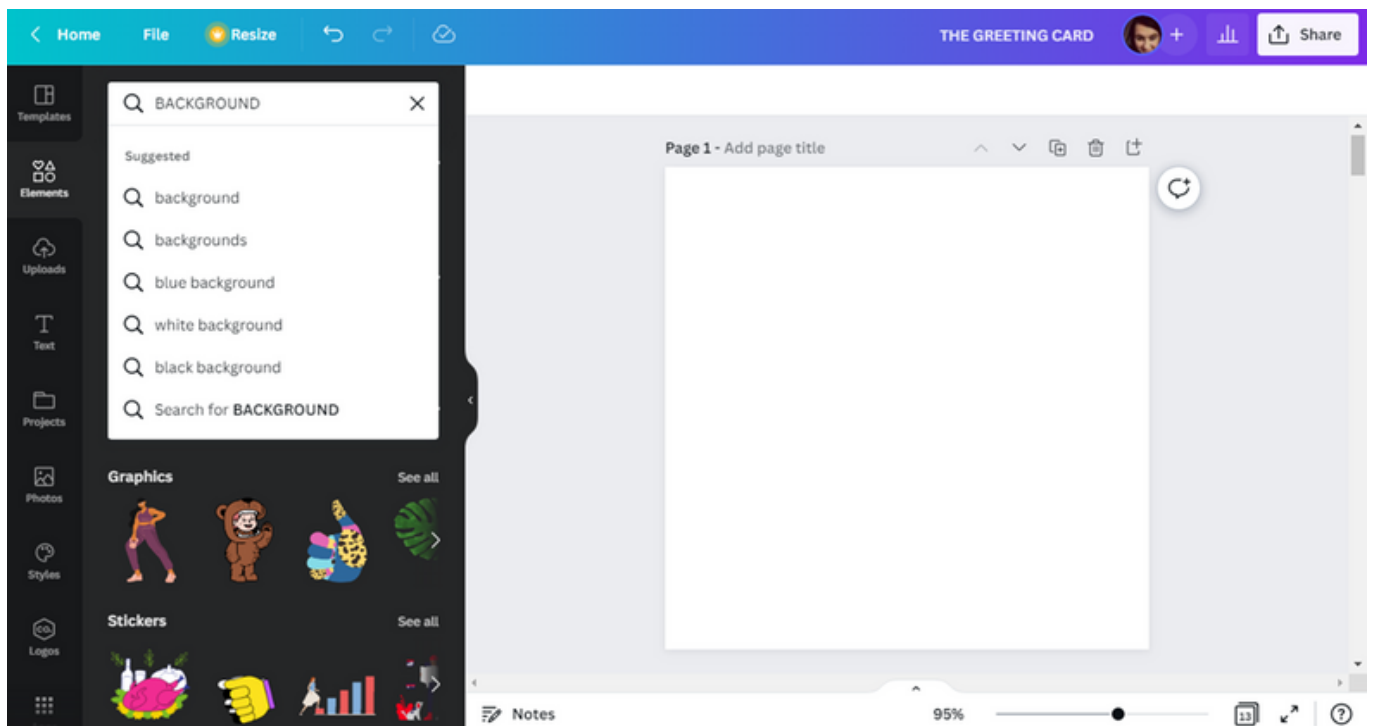 Home File Resize THE GREETING CARD + Share
Templates
Elements
Uploads
Text
Projects
Photos
Styles
CO.
Logos
BACKGROUND
Suggested
background
backgrounds
blue background
white background
black background
Search for BACKGROUND
Graphics See all
Stickers See all
Page 1 - Add page title
Notes 95% 13 ?